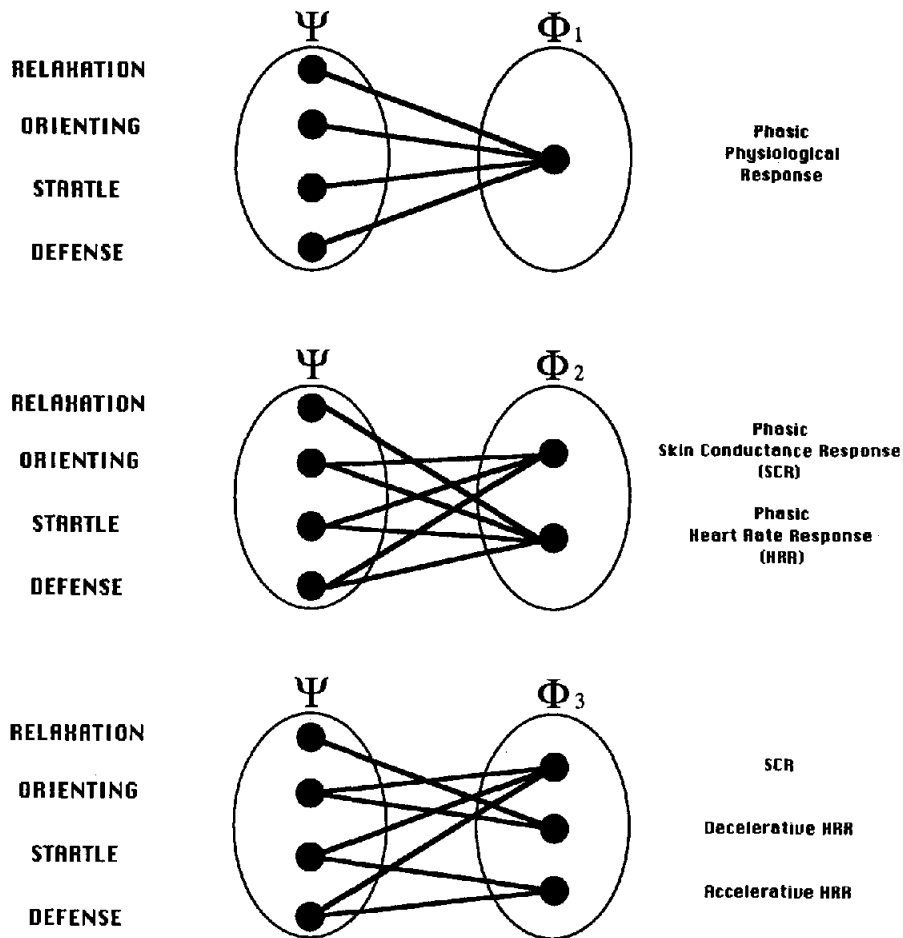 Ψ Φ1
RELAXATION
ORIENTING
STARTLE
DEFENSE
Phasic
Physiological
Response
Ψ Φ2
RELAXATION
ORIENTING
STARTLE
DEFENSE
Phasic
Skin Conductance Response
(SCR)
Phasic
Heart Rate Response
(HRR)
Ψ Φ3
RELAXATION
ORIENTING
STARTLE
DEFENSE
SCR
Decelerative HRR
Accelerative HRR